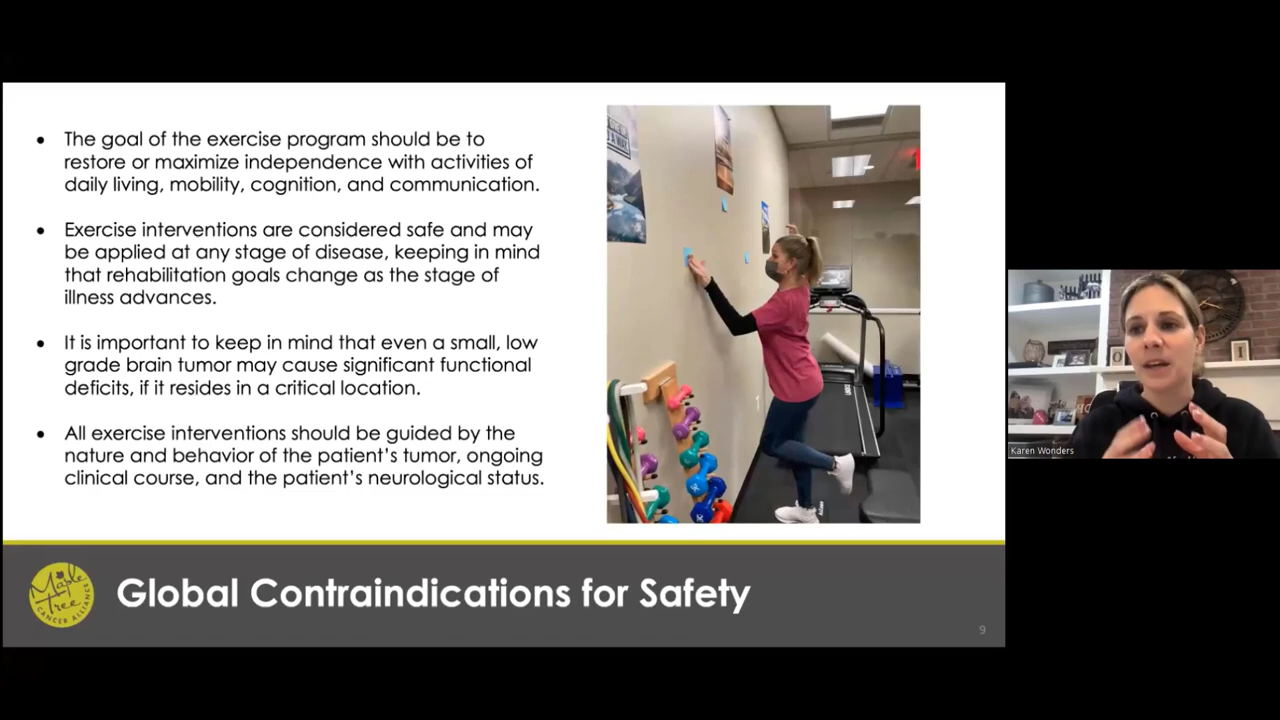 • The goal of the exercise program should be to
restore or maximize independence with activities of
daily living, mobility, cognition, and communication.
• Exercise interventions are considered safe and may
be applied at any stage of disease, keeping in mind
that rehabilitation goals change as the stage of
illness advances.
• It is important to keep in mind that even a small, low
grade brain tumor may cause significant functional
deficits, if it resides in a critical location.
• All exercise interventions should be guided by the
nature and behavior of the patient’s tumor, ongoing
clinical course, and the patient’s neurological status.
Karen Wonders
Maple
Tree
CANCER ALLIANCE
Global Contraindications for Safety
9